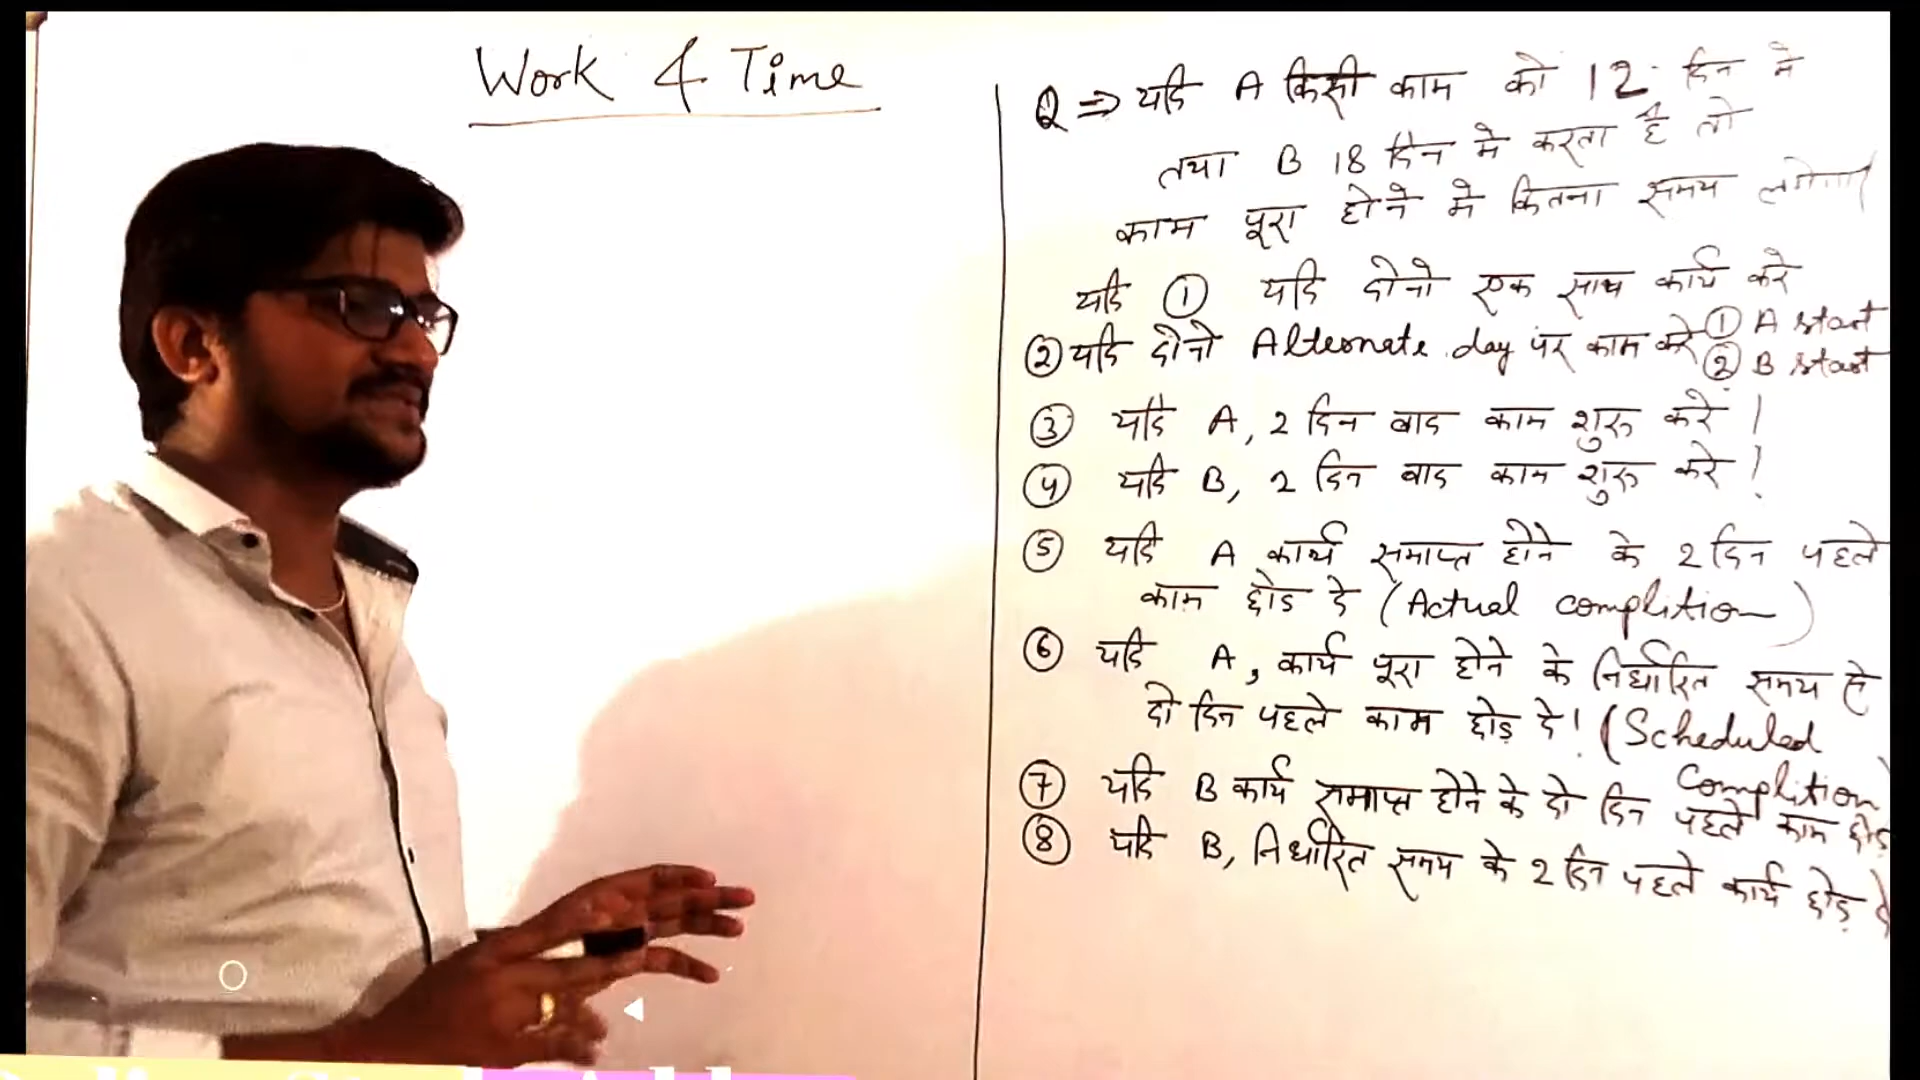 Work & Time
Q ⇒ यदि A किसी काम को 12 दिन मे
तथा B 18 दिन मे करता है तो
काम पूरा होने मे कितना समय लगेगा
यदि ① यदि दोनो एक साथ कार्य करे
② यदि दोनो Alternate day पर काम करे ① A start
② B start
③ यदि A, 2 दिन बाद काम शुरू करे।
④ यदि B, 2 दिन बाद काम शुरू करे।
⑤ यदि A कार्य समाप्त होने के 2 दिन पहले
काम छोड दे (Actual complition)
⑥ यदि A, कार्य पूरा होने के निर्धारित समय से
दो दिन पहले काम छोड़ दे। (Scheduled
Complition)
⑦ यदि B कार्य समाप्त होने के दो दिन पहले काम छोड़
⑧ यदि B, निर्धारित समय के 2 दिन पहले कार्य छोड़ दे